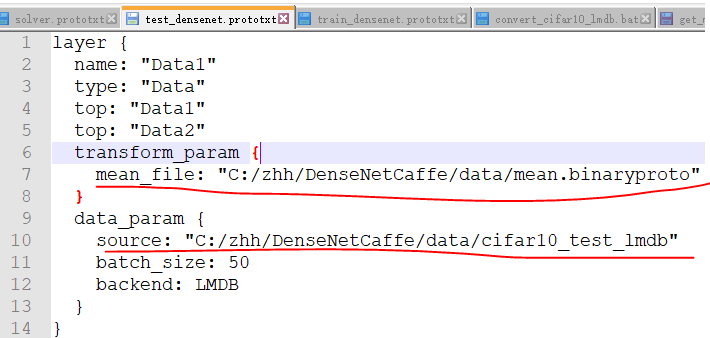 solver.prototxt test_densenet.prototxt train_densenet.prototxt convert_cifar10_lmdb.bat get_
1 layer {
2 name: "Data1"
3 type: "Data"
4 top: "Data1"
5 top: "Data2"
6 transform_param {
7 mean_file: "C:/zhh/DenseNetCaffe/data/mean.binaryproto"
8 }
9 data_param {
10 source: "C:/zhh/DenseNetCaffe/data/cifar10_test_lmdb"
11 batch_size: 50
12 backend: LMDB
13 }
14 }